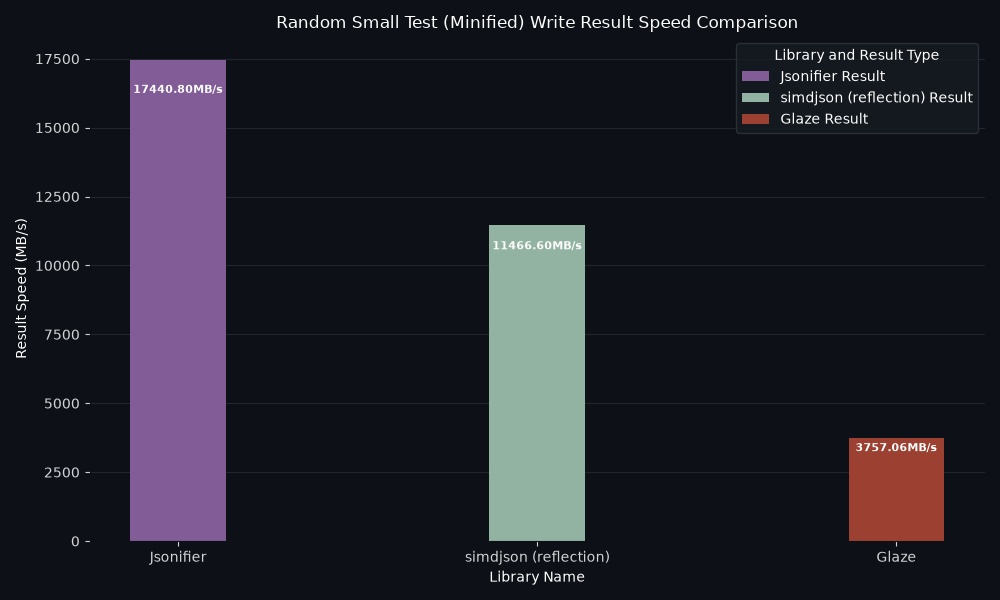 Random Small Test (Minified) Write Result Speed Comparison
Library and Result Type
Jsonifier Result
simdjson (reflection) Result
Glaze Result
Result Speed (MB/s)
17500
15000
12500
10000
7500
5000
2500
0
17440.80MB/s
11466.60MB/s
3757.06MB/s
Jsonifier
simdjson (reflection)
Glaze
Library Name